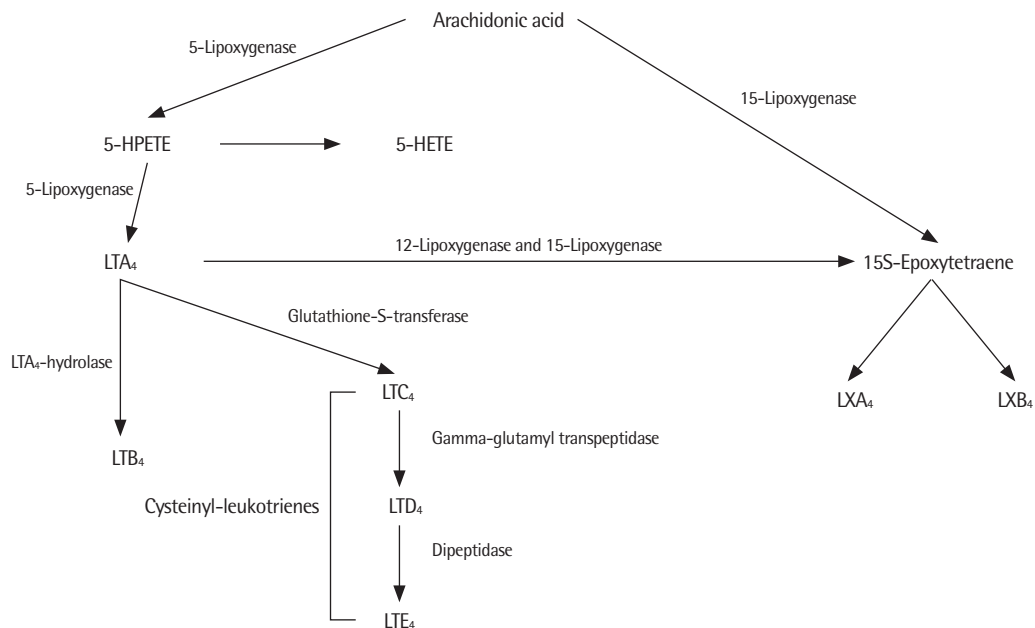 Arachidonic acid
5-Lipoxygenase
15-Lipoxygenase
5-HPETE
5-HETE
5-Lipoxygenase
12-Lipoxygenase and 15-Lipoxygenase
LTA₄
15S-Epoxytetraene
Glutathione-S-transferase
LTA₄-hydrolase
LTC₄
LXA₄
LXB₄
Gamma-glutamyl transpeptidase
LTB₄
Cysteinyl-leukotrienes
LTD₄
Dipeptidase
LTE₄